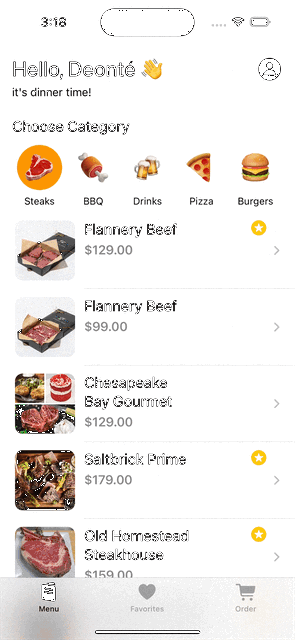 3:18
Hello, Deonté 👋
it's dinner time!
Choose Category
Steaks
BBQ
Drinks
Pizza
Burgers
Flannery Beef
$129.00
Flannery Beef
$99.00
Chesapeake
Bay Gourmet
$129.00
Saltbrick Prime
$179.00
Old Homestead
Steakhouse
$159.00
Menu
Favorites
Order